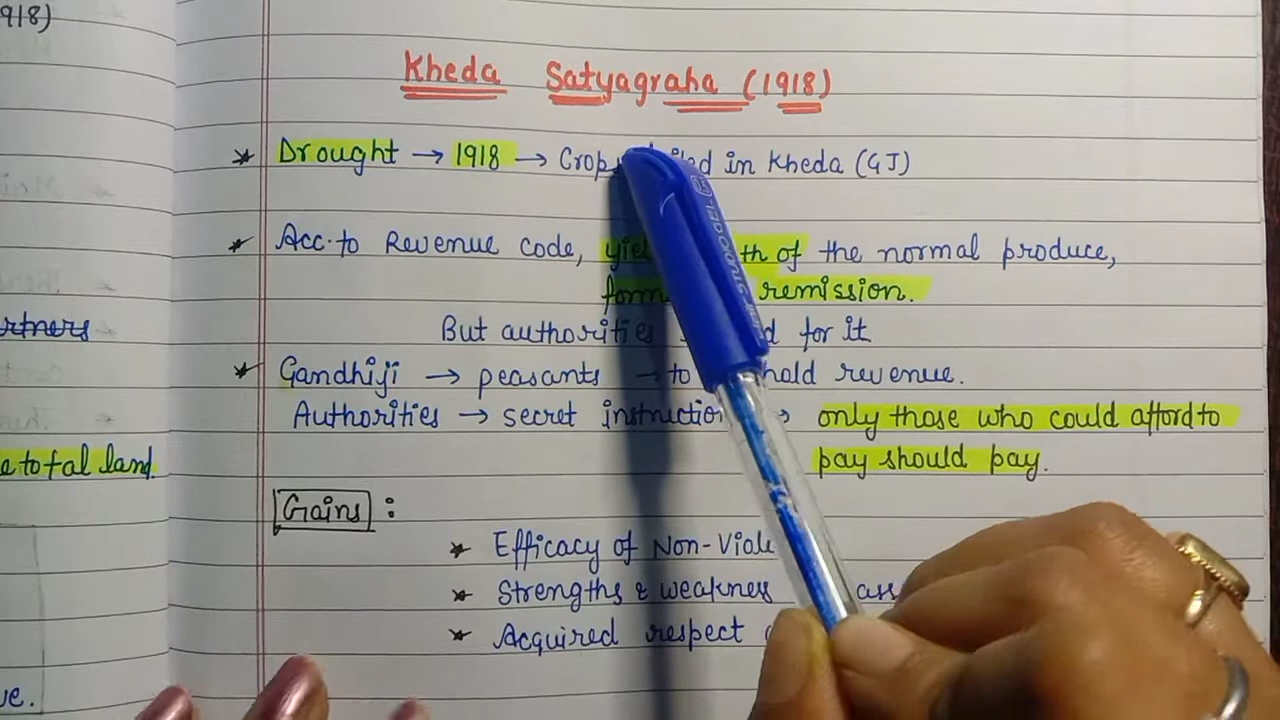 918)
Kheda Satyagraha (1918)
Drought → 1918 → Crops in Kheda (GJ)
Acc. to Revenue code, of the normal produce,
remission.
But authorities for it
rtners
Gandhiji → peasants → to revenue.
Authorities → secret only those who could afford to
e total land.
pay should pay.
Gains :
Efficacy of Non-
Strengths & weakness
Acquired respect
ve.